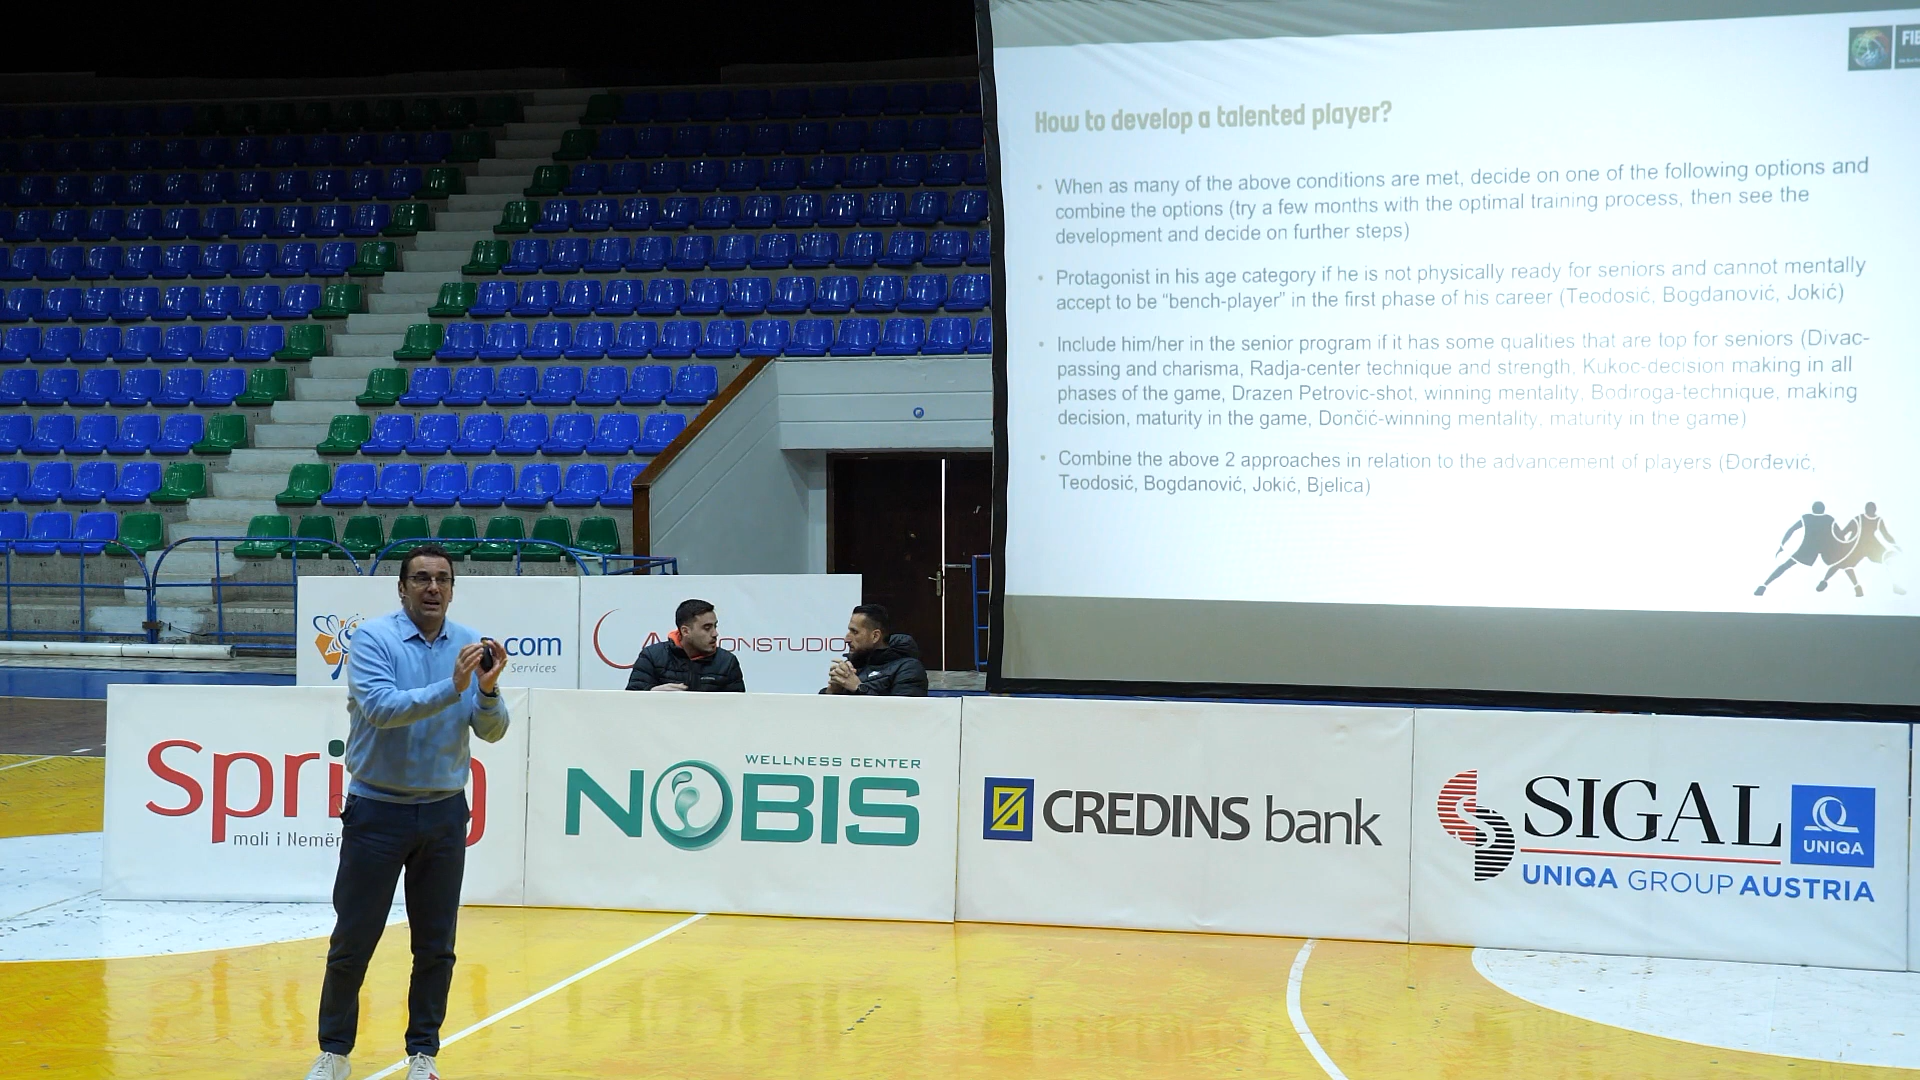 How to develop a talented player?
• When as many of the above conditions are met, decide on one of the following options and
combine the options (try a few months with the optimal training process, then see the
development and decide on further steps)
• Protagonist in his age category if he is not physically ready for seniors and cannot mentally
accept to be “bench-player” in the first phase of his career (Teodosić, Bogdanović, Jokić)
• Include him/her in the senior program if it has some qualities that are top for seniors (Divac-
passing and charisma, Radja-center technique and strength, Kukoc-decision making in all
phases of the game, Drazen Petrovic-shot, winning mentality, Bodiroga-technique, making
decision, maturity in the game, Dončić-winning mentality, maturity in the game)
• Combine the above 2 approaches in relation to the advancement of players (Đorđević,
Teodosić, Bogdanović, Jokić, Bjelica)
.com
Services
ONSTUDIO
Spring
mali i
WELLNESS CENTER
NOBIS
CREDINS bank
SIGAL
UNIQA
UNIQA GROUP AUSTRIA